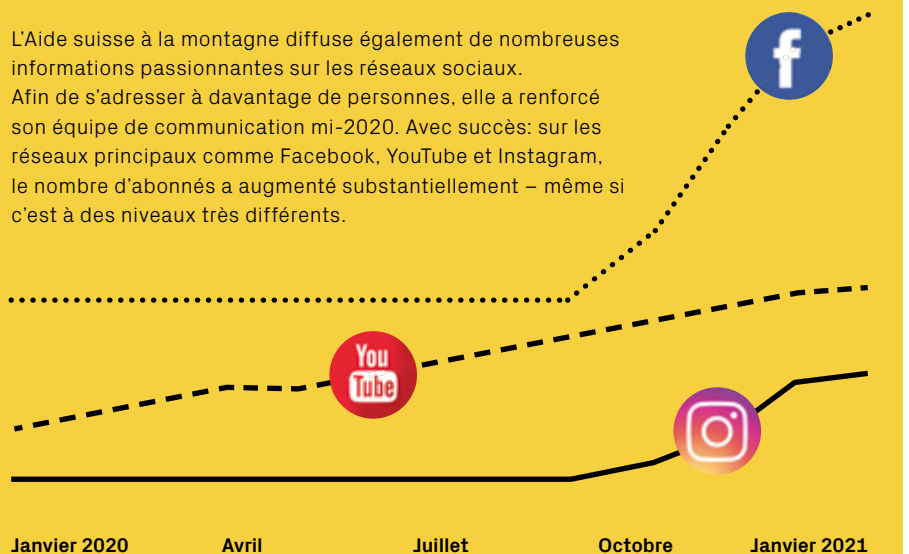 L’Aide suisse à la montagne diffuse également de nombreuses
informations passionnantes sur les réseaux sociaux.
Afin de s’adresser à davantage de personnes, elle a renforcé
son équipe de communication mi-2020. Avec succès: sur les
réseaux principaux comme Facebook, YouTube et Instagram,
le nombre d’abonnés a augmenté substantiellement – même si
c’est à des niveaux très différents.
f
You
Tube
Janvier 2020 Avril Juillet Octobre Janvier 2021